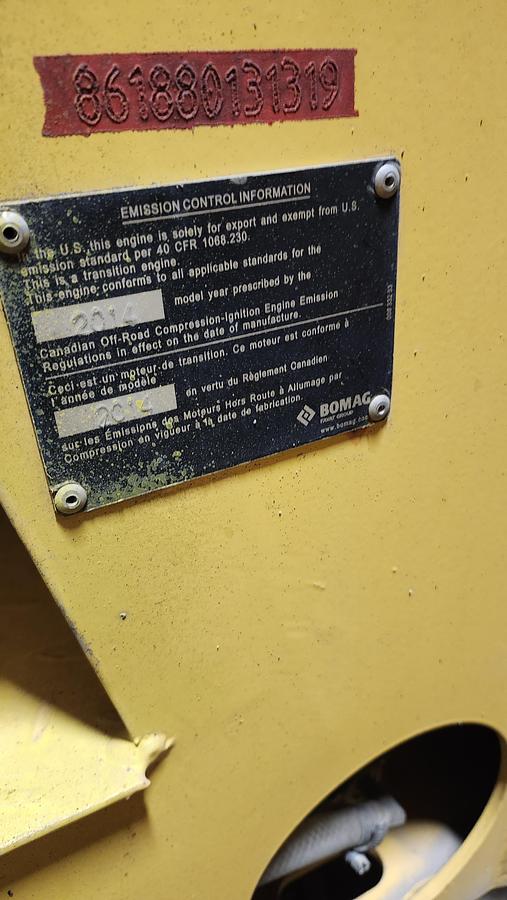 861880131319
EMISSION CONTROL INFORMATION
In the U.S. this engine is solely for export and exempt from U.S.
emission standard per 40 CFR 1068.230.
This is a transition engine.
This engine conforms to all applicable standards for the
2014 model year prescribed by the
Canadian Off-Road Compression-Ignition Engine Emission
Regulations in effect on the date of manufacture.
Ceci est un moteur de transition. Ce moteur est conforme à
l'année de modèle
2014 en vertu du Règlement Canadien
sur les Émissions des Moteurs Hors Route à Allumage par
Compression en vigueur à la date de fabrication.
BOMAG
FAYAT GROUP
www.bomag.com